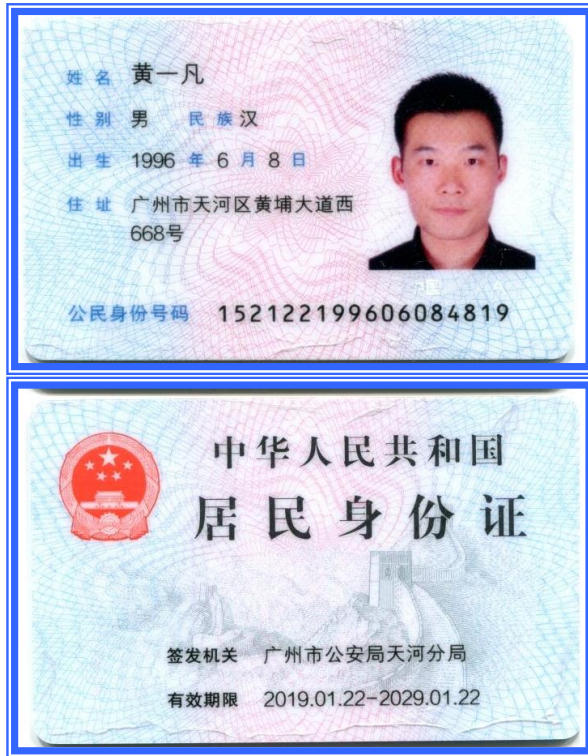 姓名 黄一凡
性别 男 民族 汉
出生 1996 年 6 月 8 日
住址 广州市天河区黄埔大道西
668号
公民身份号码 152122199606084819
中华人民共和国
居民身份证
签发机关 广州市公安局天河分局
有效期限 2019.01.22-2029.01.22